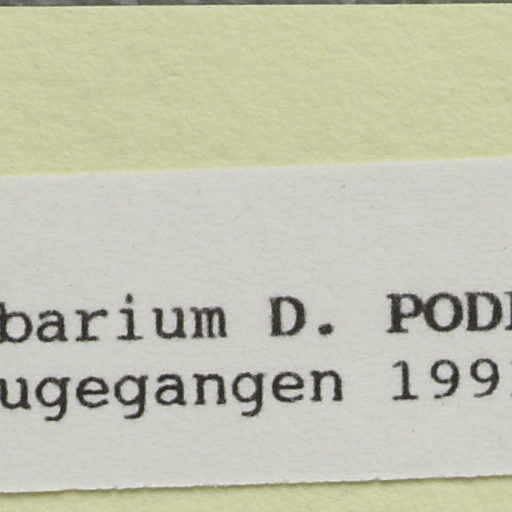 barium D. POD
ugegangen 199